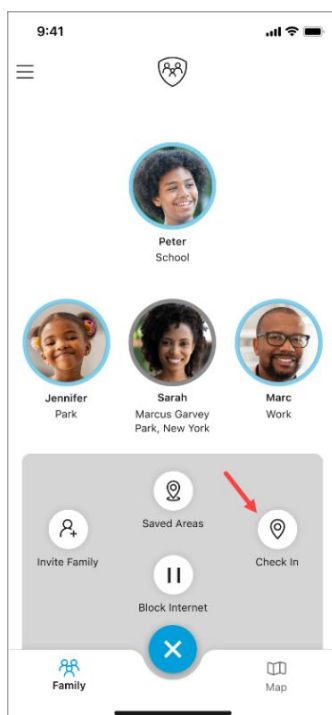 9:41
Peter
School
Jennifer
Park
Sarah
Marcus Garvey
Park, New York
Marc
Work
Saved Areas
Invite Family
Check In
Block Internet
Family
Map